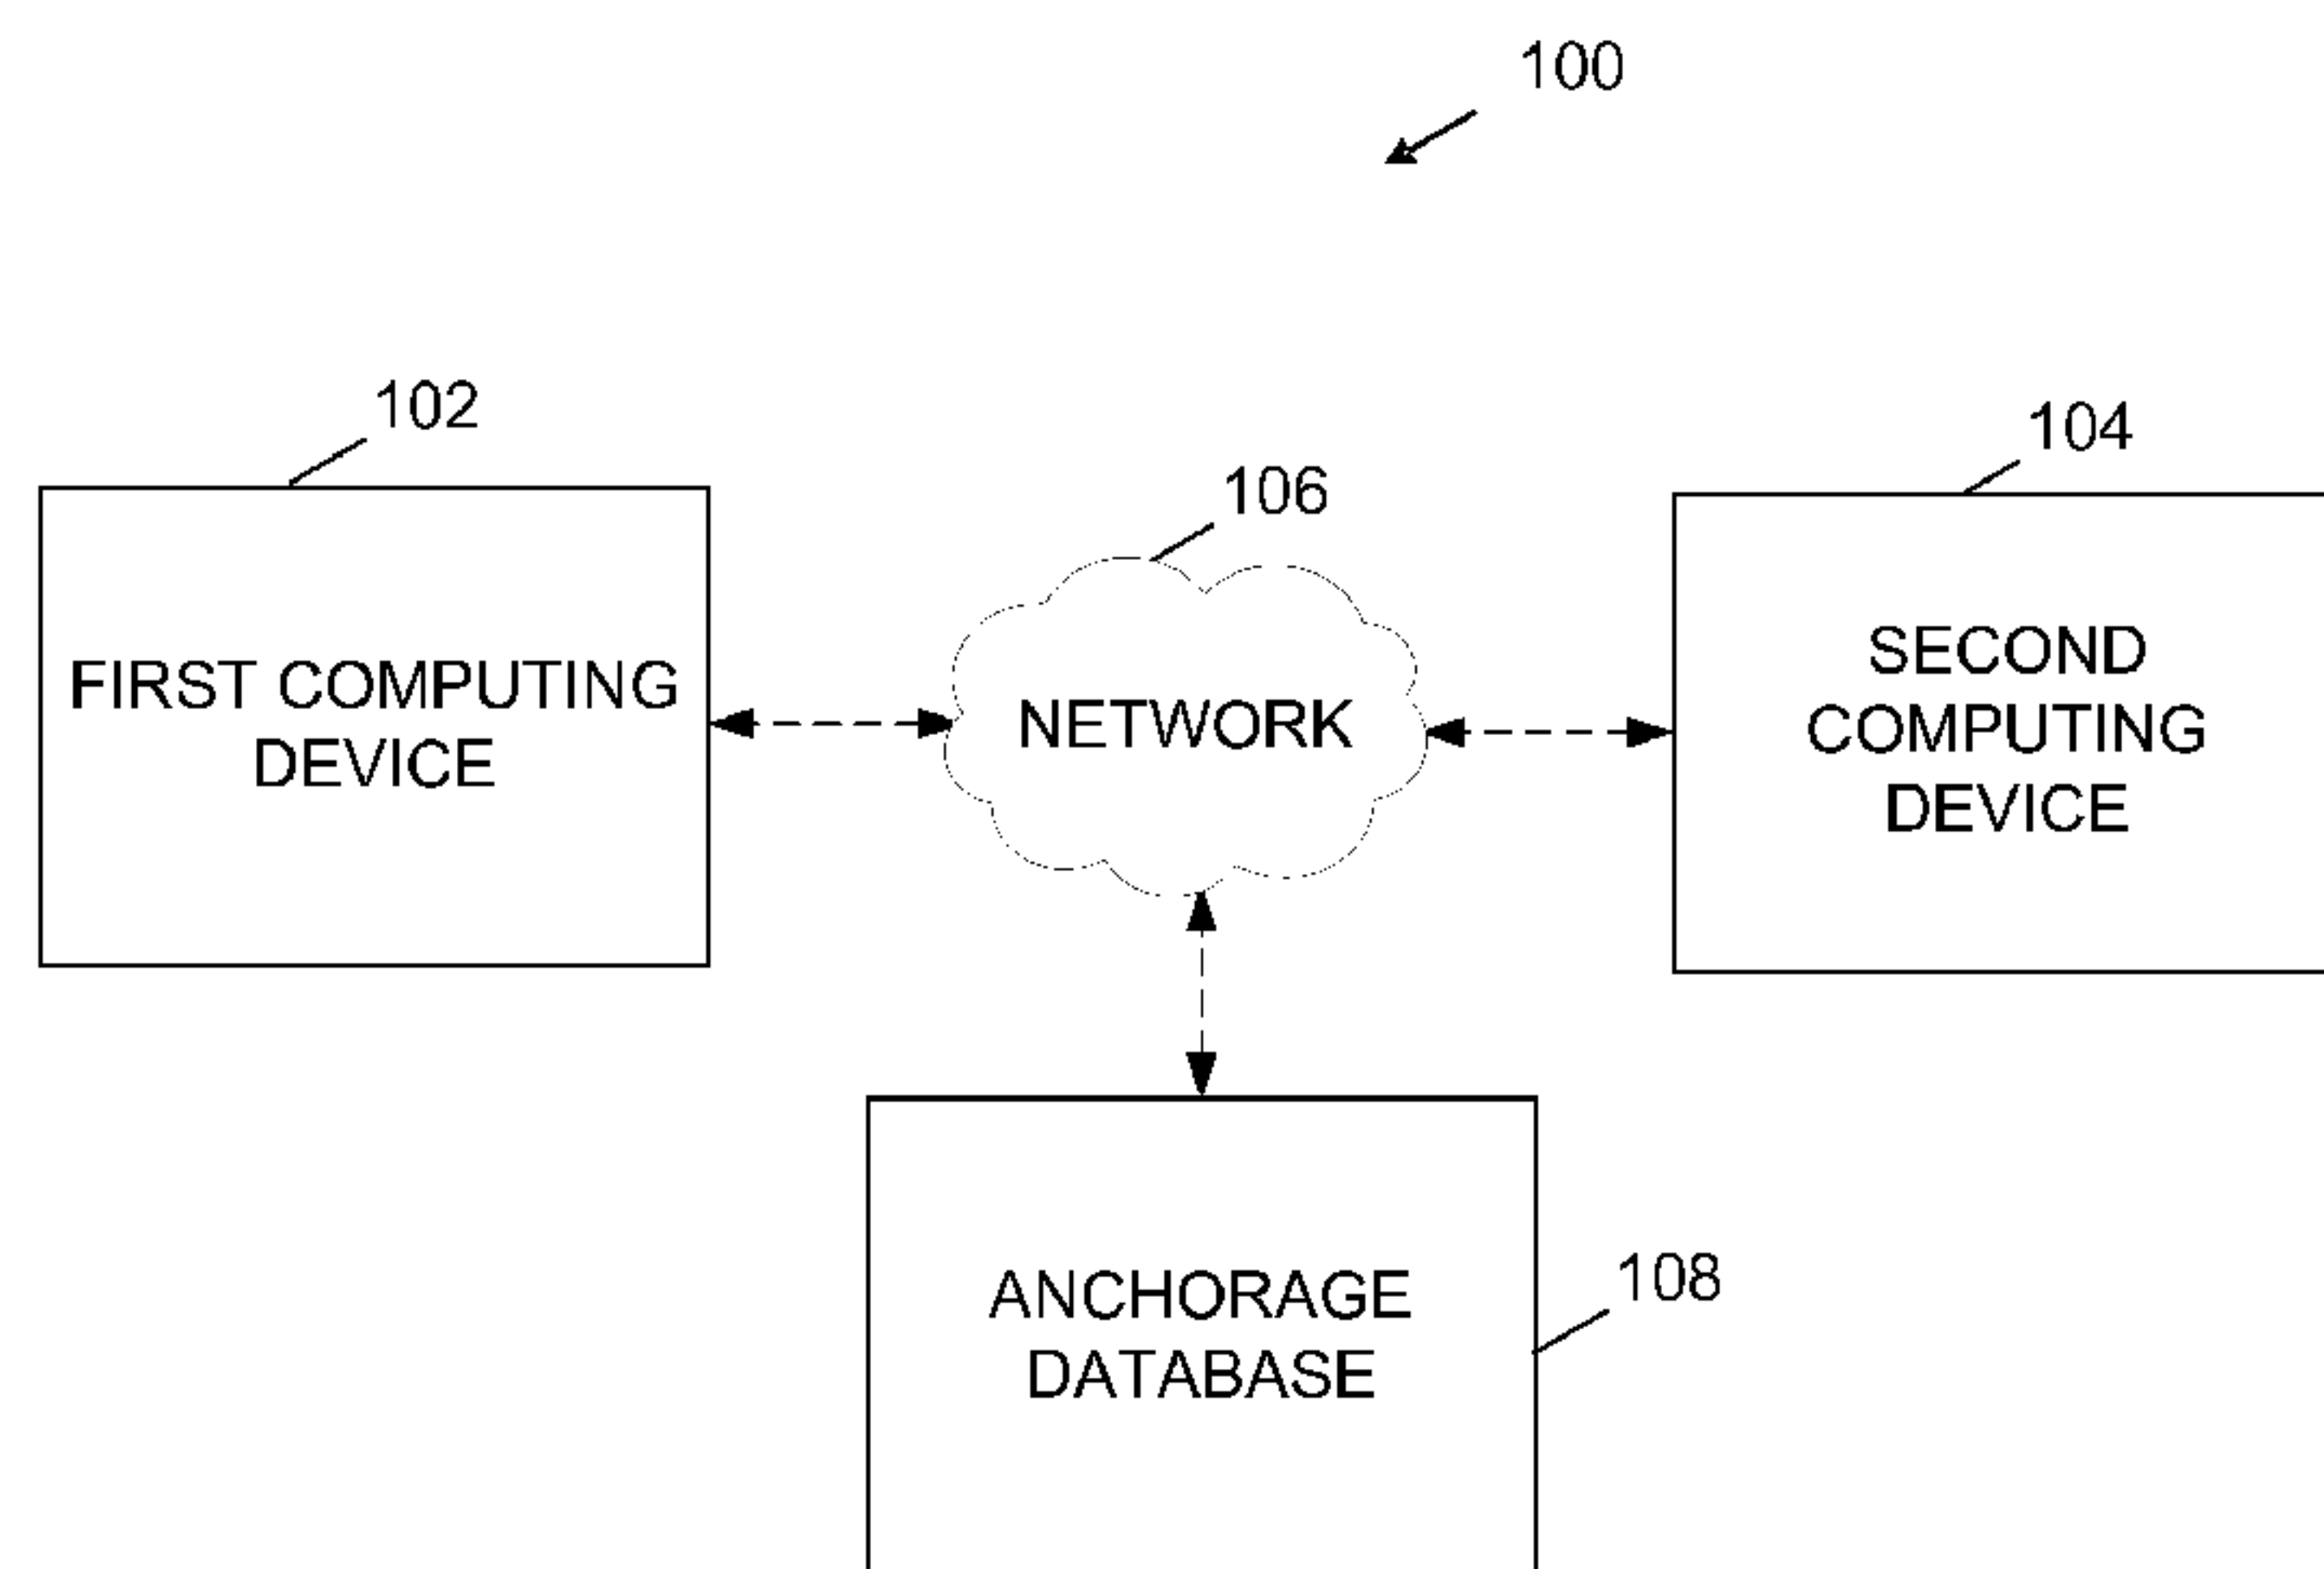 100
102
104
106
FIRST COMPUTING
DEVICE
NETWORK
SECOND
COMPUTING
DEVICE
ANCHORAGE
DATABASE
108